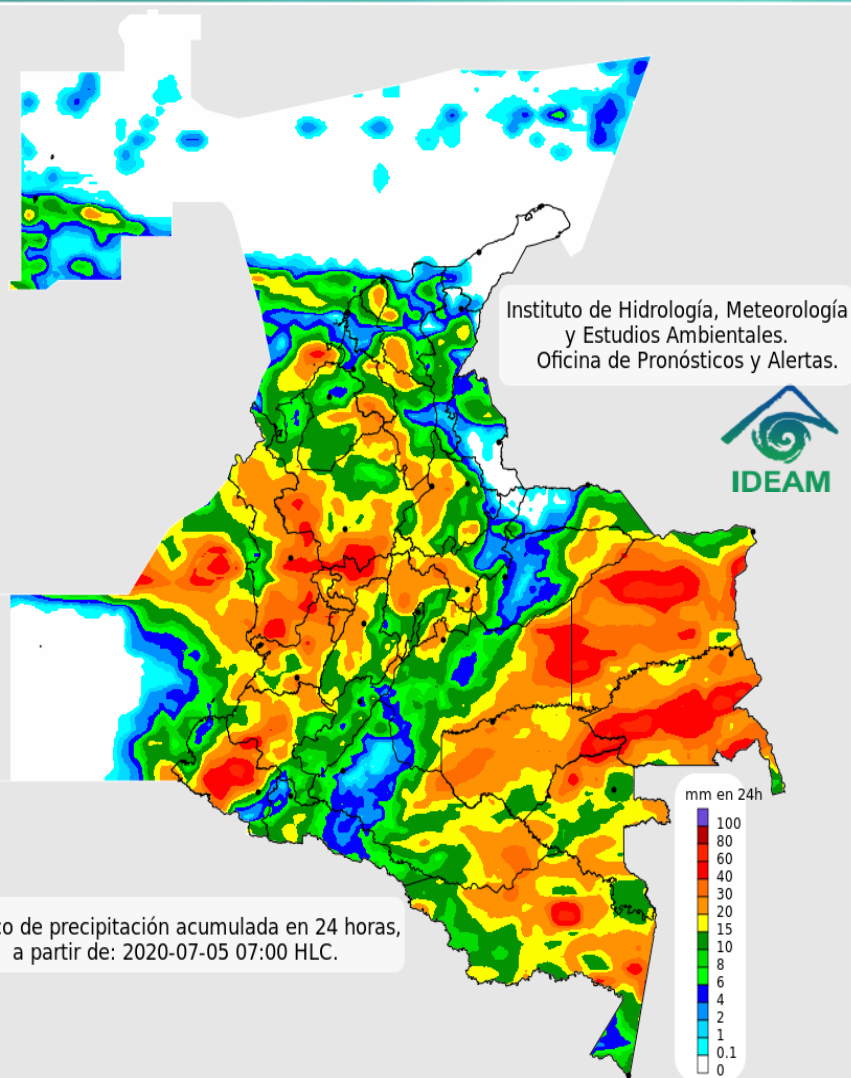 Instituto de Hidrología, Meteorología
y Estudios Ambientales.
Oficina de Pronósticos y Alertas.
IDEAM
mm en 24h
100
80
60
40
30
20
15
10
8
6
4
2
1
0.1
0
de precipitación acumulada en 24 horas,
a partir de: 2020-07-05 07:00 HLC.